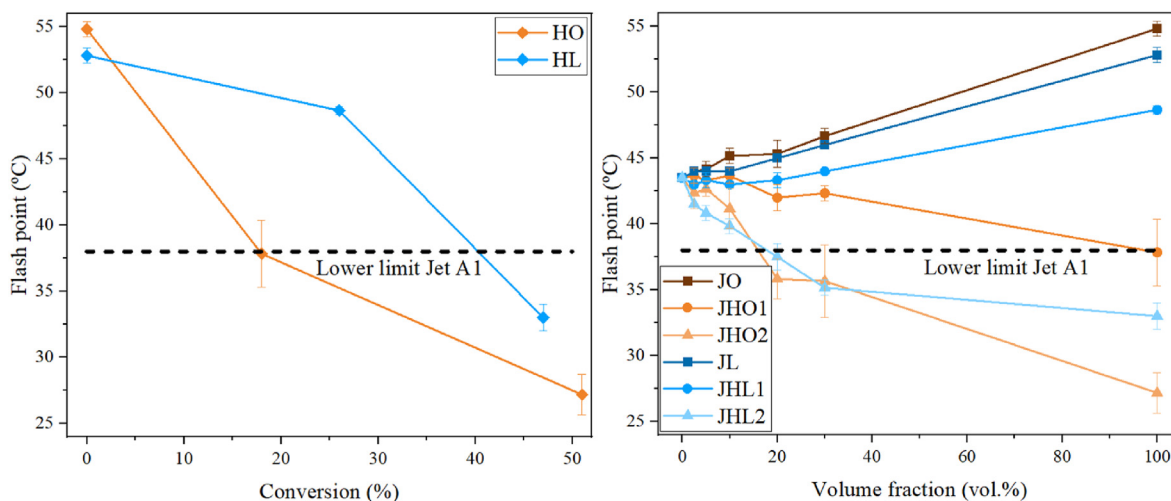 55
50
45
40
35
30
25
Flash point (ºC)
0
10
20
30
40
50
Conversion (%)
HO
HL
Lower limit Jet A1
55
50
45
40
35
30
25
Flash point (ºC)
0
20
40
60
80
100
Volume fraction (vol.%)
Lower limit Jet A1
JO
JHO1
JHO2
JL
JHL1
JHL2